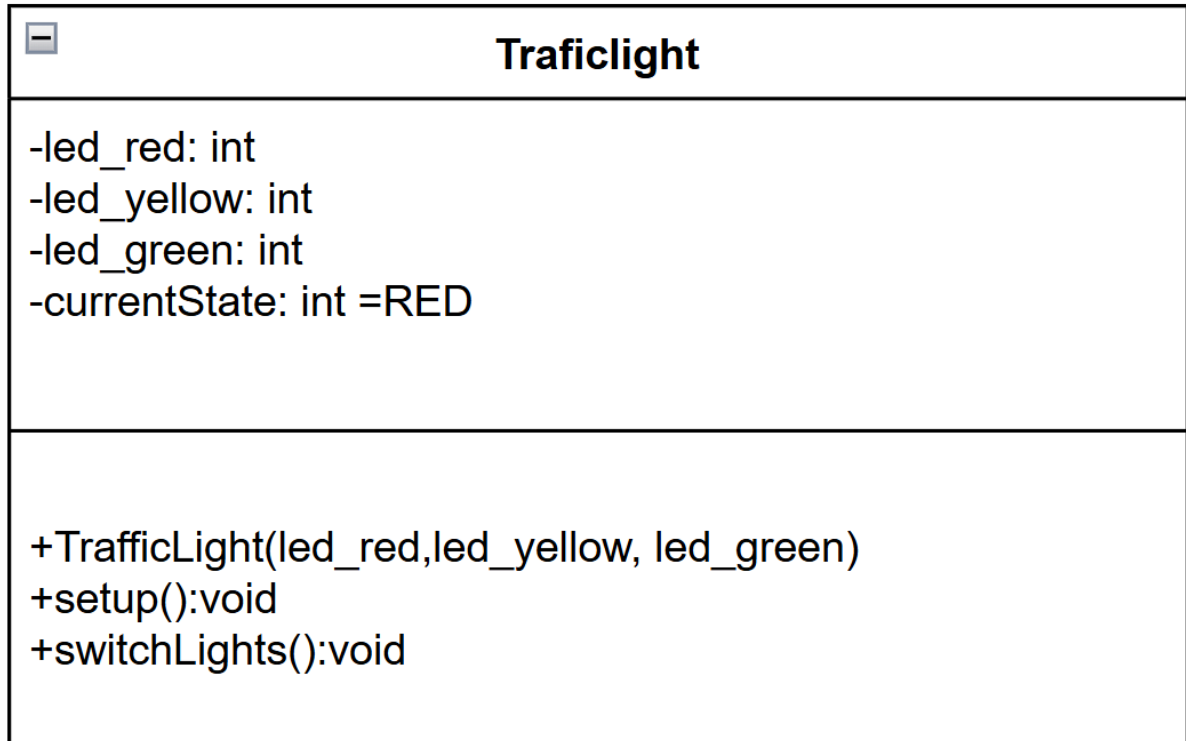 Traficlight
-led_red: int
-led_yellow: int
-led_green: int
-currentState: int =RED
+TrafficLight(led_red,led_yellow, led_green)
+setup():void
+switchLights():void